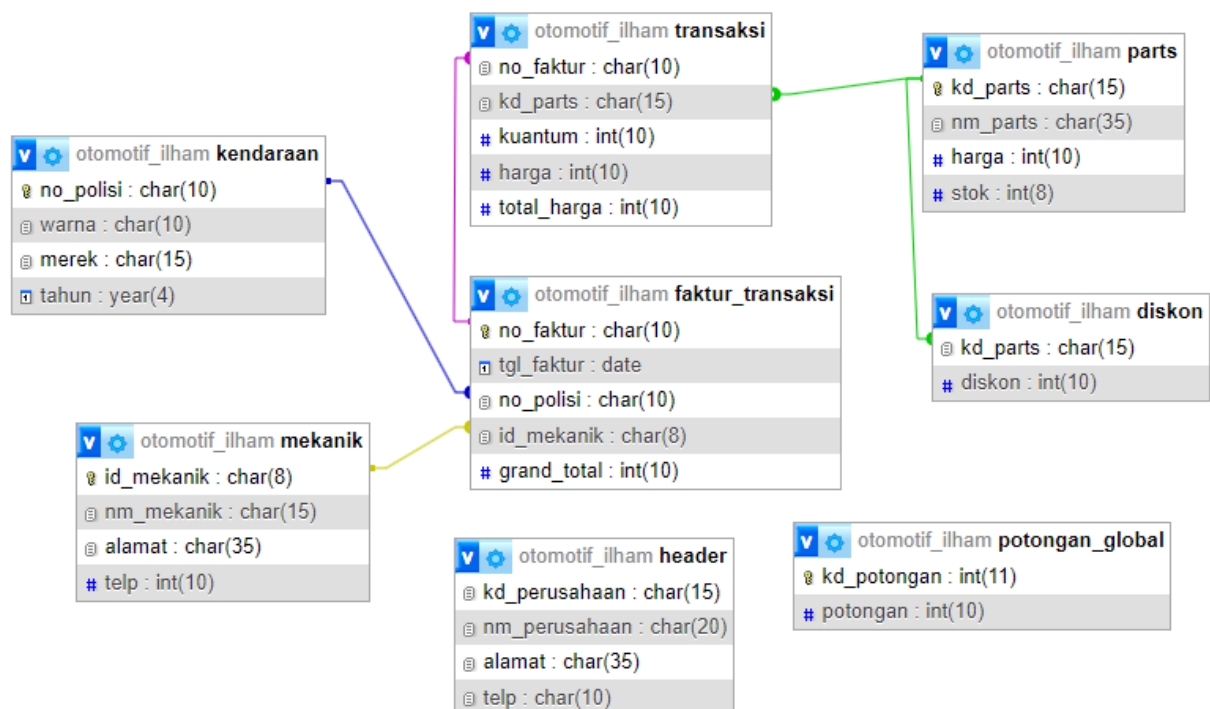 otomotif_ilham transaksi
no_faktur : char(10)
kd_parts : char(15)
kuantum : int(10)
harga : int(10)
total_harga : int(10)
otomotif_ilham parts
kd_parts : char(15)
nm_parts : char(35)
harga : int(10)
stok : int(8)
otomotif_ilham kendaraan
no_polisi : char(10)
warna : char(10)
merek : char(15)
tahun : year(4)
otomotif_ilham faktur_transaksi
no_faktur : char(10)
tgl_faktur : date
no_polisi : char(10)
id_mekanik : char(8)
grand_total : int(10)
otomotif_ilham diskon
kd_parts : char(15)
diskon : int(10)
otomotif_ilham mekanik
id_mekanik : char(8)
nm_mekanik : char(15)
alamat : char(35)
telp : int(10)
otomotif_ilham header
kd_perusahaan : char(15)
nm_perusahaan : char(20)
alamat : char(35)
telp : char(10)
otomotif_ilham potongan_global
kd_potongan : int(11)
potongan : int(10)